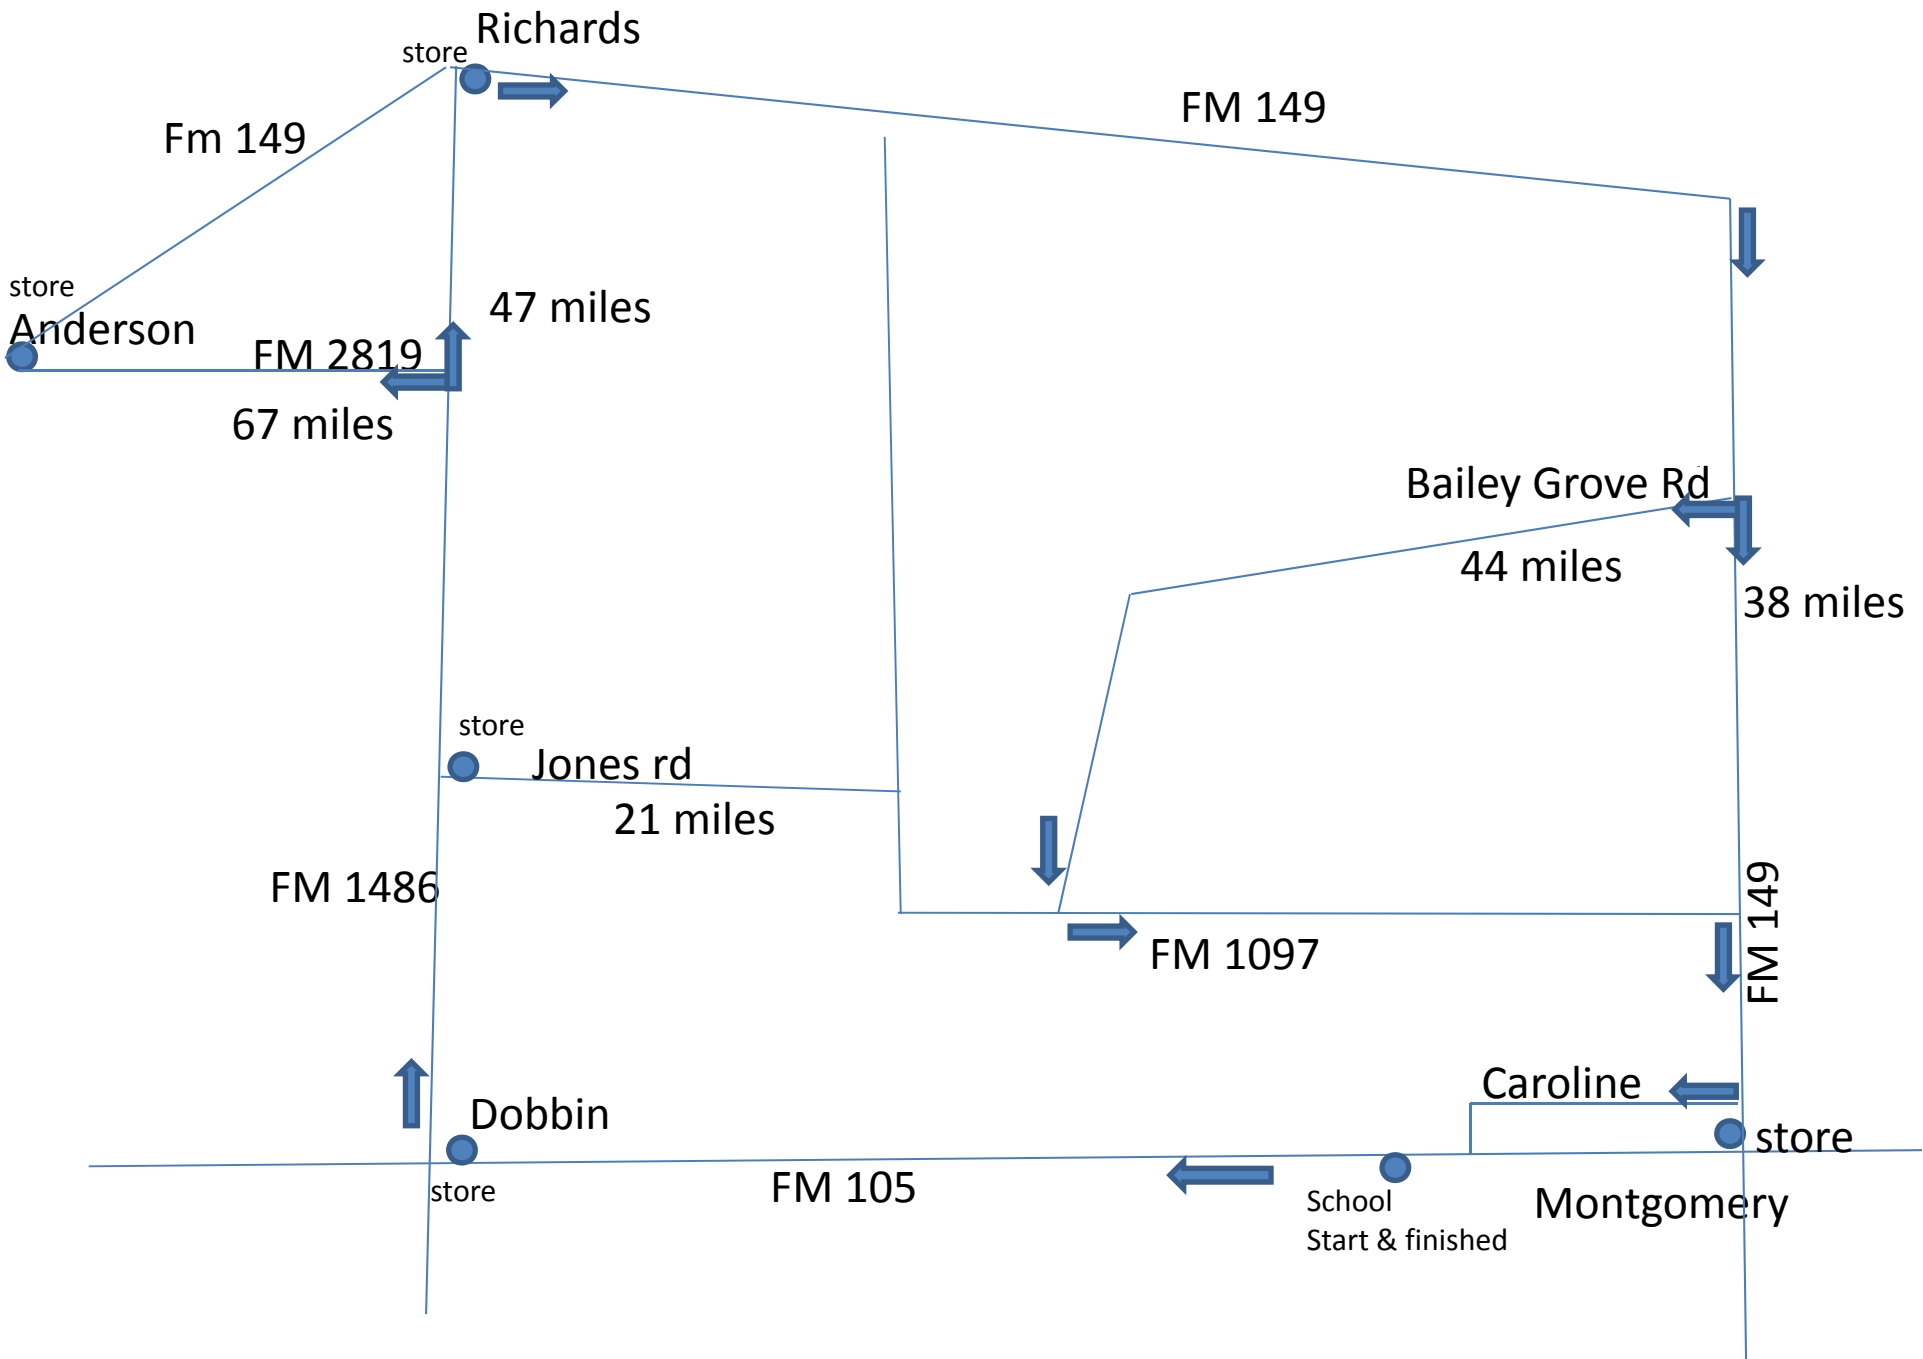 Richards
store
FM 149
Fm 149
store
Anderson
47 miles
FM 2819
67 miles
Bailey Grove Rd
44 miles
38 miles
store
Jones rd
21 miles
FM 1486
FM 149
FM 1097
Caroline
Dobbin
store
store
FM 105
School
Start & finished
Montgomery